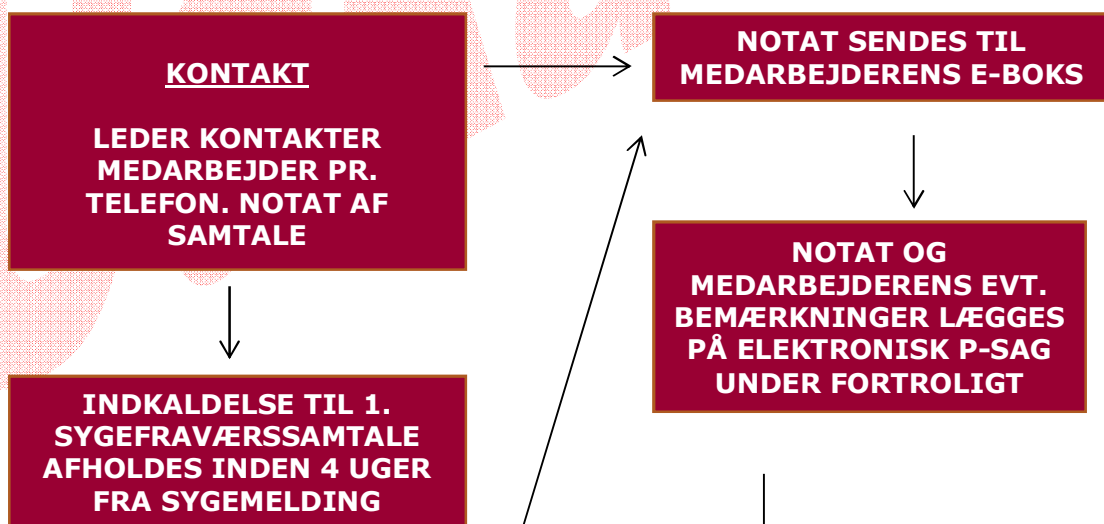 KONTAKT
LEDER KONTAKTER
MEDARBEJDER PR.
TELEFON. NOTAT AF
SAMTALE
NOTAT SENDES TIL
MEDARBEJDERENS E-BOKS
NOTAT OG
MEDARBEJDERENS EVT.
BEMÆRKNINGER LÆGGES
PÅ ELEKTRONISK P-SAG
UNDER FORTROLIGT
INDKALDELSE TIL 1.
SYGEFRAVÆRSSAMTALE
AFHOLDES INDEN 4 UGER
FRA SYGEMELDING